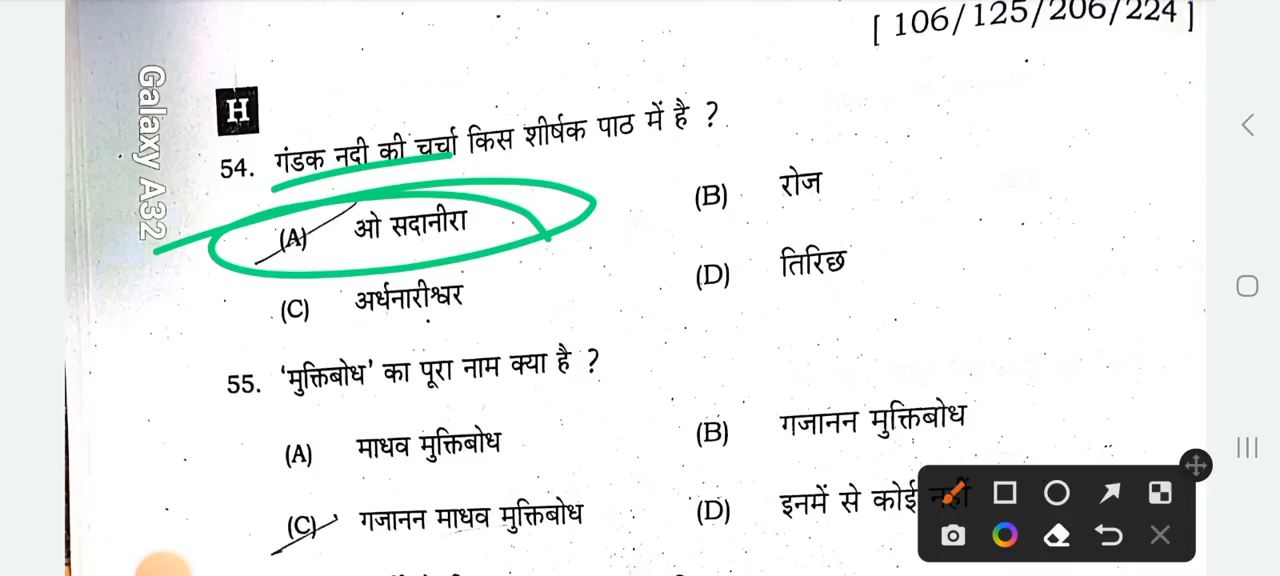 [ 106/125/206/224 ]
Galaxy A32
H
54. गंडक नदी की चर्चा किस शीर्षक पाठ में है ?
(A) ओ सदानीरा (B) रोज
(C) अर्धनारीश्वर (D) तिरिछ
55. 'मुक्तिबोध' का पूरा नाम क्या है ?
(A) माधव मुक्तिबोध (B) गजानन मुक्तिबोध
(C) गजानन माधव मुक्तिबोध (D) इनमें से कोई नहीं